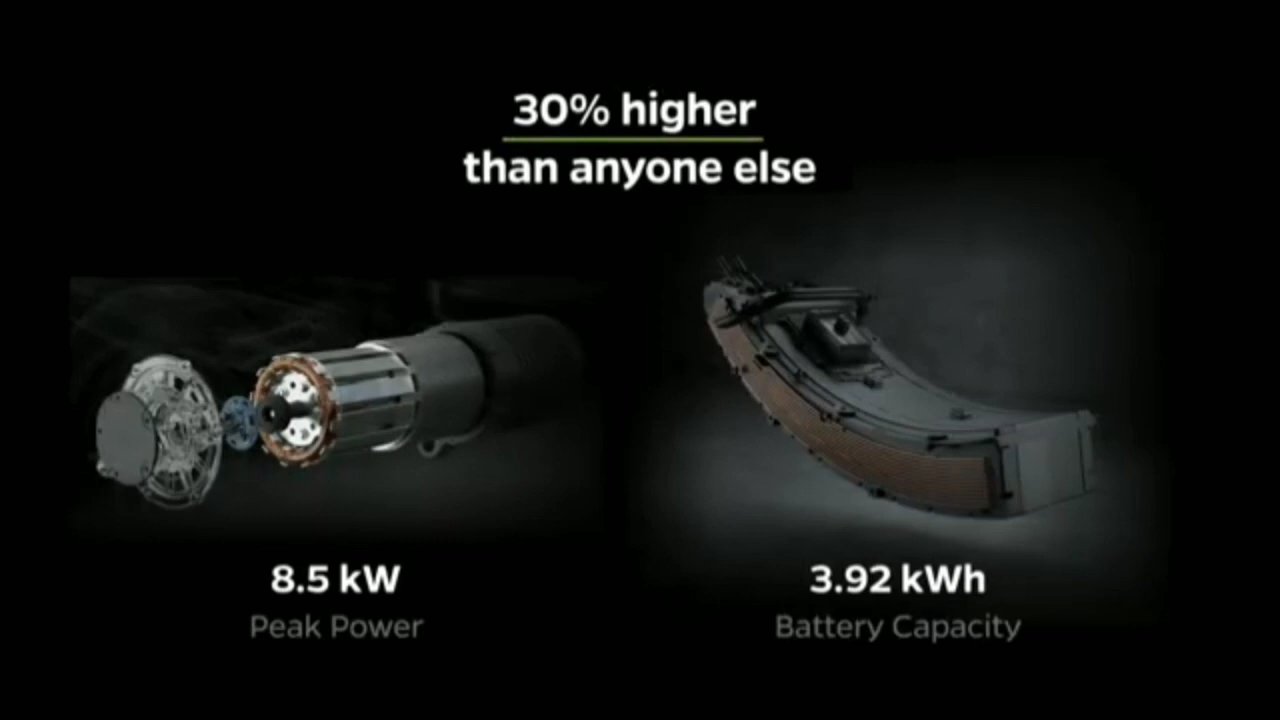 30% higher
than anyone else
8.5 kW
Peak Power
3.92 kWh
Battery Capacity